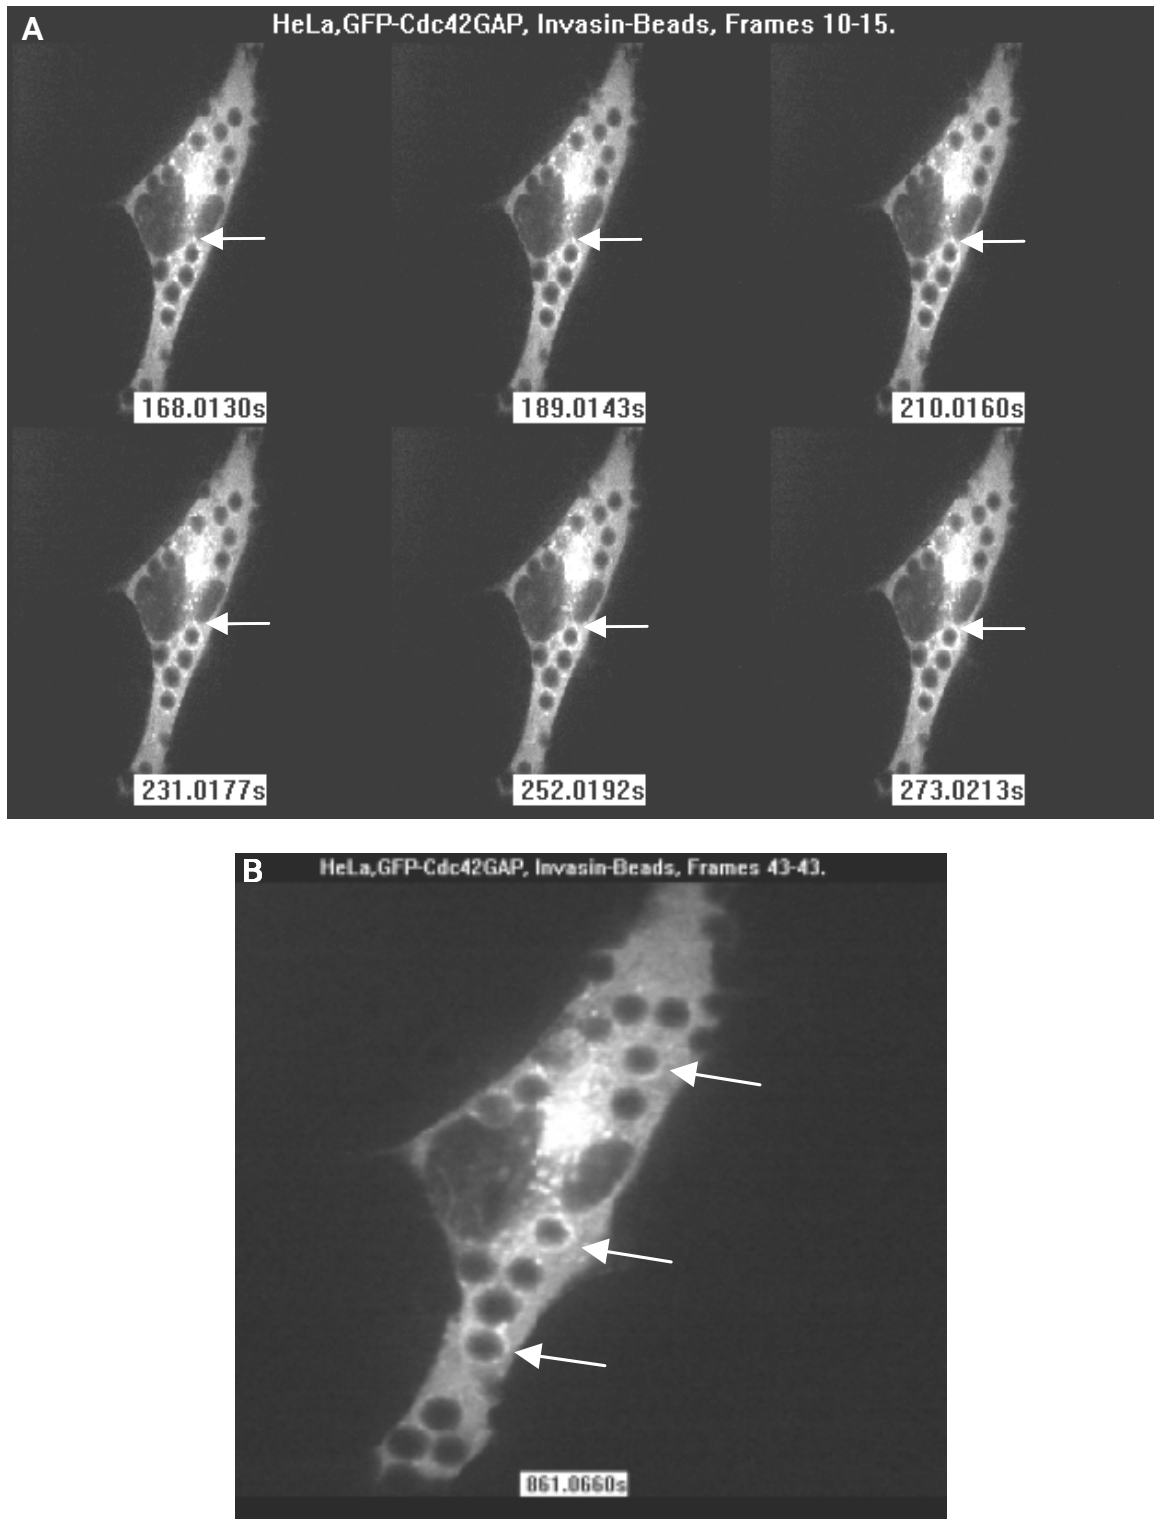 A
HeLa,GFP-Cdc42GAP, Invasin-Beads, Frames 10-15.
168.0130s
189.0143s
210.0160s
231.0177s
252.0192s
273.0213s
B
HeLa,GFP-Cdc42GAP, Invasin-Beads, Frames 43-43.
861.0660s